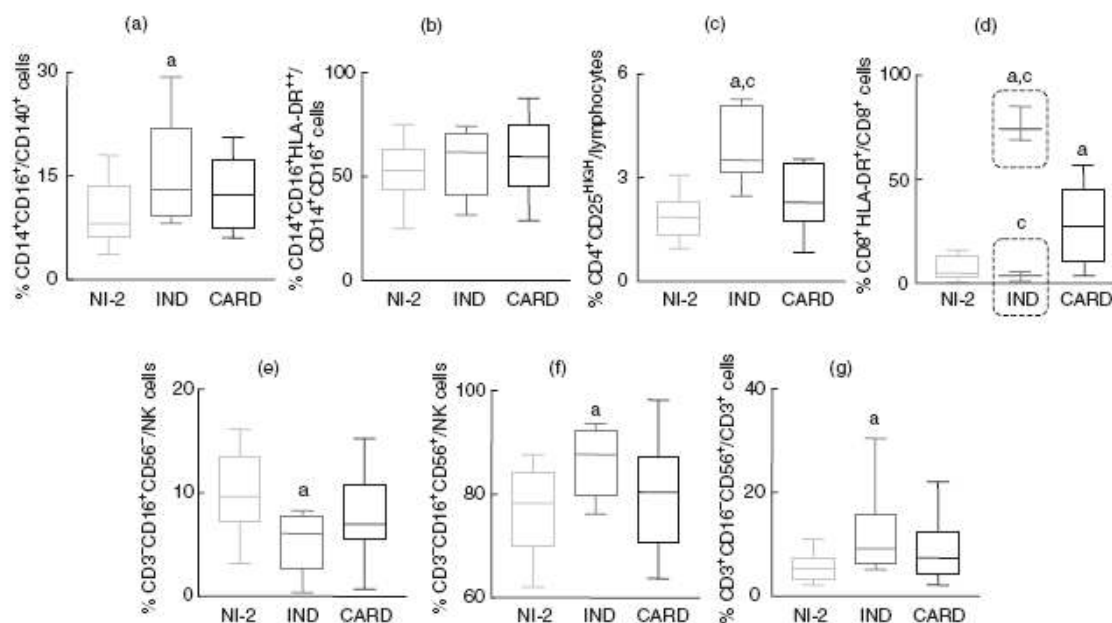 (a)
(b)
(c)
(d)
% CD14⁺CD16⁺/CD140⁺ cells
30
15
0
a
NI-2 IND CARD
% CD14⁺CD16⁺HLA-DR⁺⁺/
CD14⁺CD16⁺ cells
100
50
0
NI-2 IND CARD
% CD4⁺CD25ᴴᴵᴳᴴ/lymphocytes
6
3
0
a,c
NI-2 IND CARD
% CD8⁺HLA-DR⁺/CD8⁺ cells
100
50
0
a,c
c
a
NI-2 IND CARD
(e)
(f)
(g)
% CD3⁻CD16⁺CD56⁻/NK cells
20
10
0
a
NI-2 IND CARD
% CD3⁻CD16⁺CD56⁺/NK cells
100
80
60
a
NI-2 IND CARD
% CD3⁺CD16⁻CD56⁺/CD3⁺ cells
40
20
0
a
NI-2 IND CARD